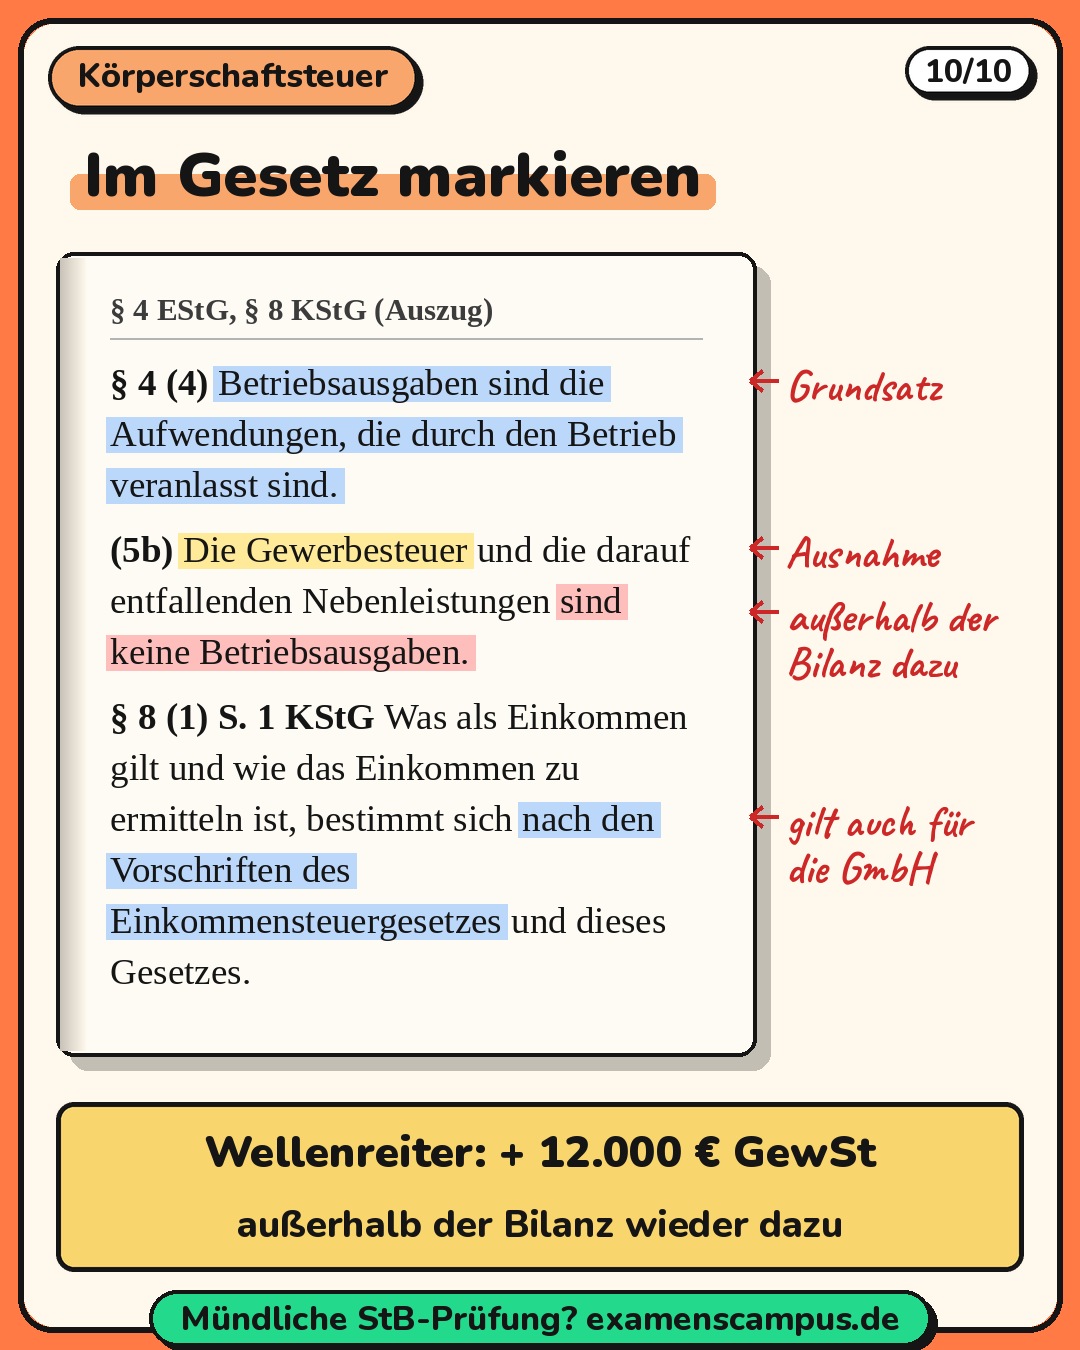 Körperschaftsteuer
10/10
Im Gesetz markieren
§ 4 EStG, § 8 KStG (Auszug)
§ 4 (4) Betriebsausgaben sind die
Aufwendungen, die durch den Betrieb
veranlasst sind.
Grundsatz
(5b) Die Gewerbesteuer und die darauf
entfallenden Nebenleistungen sind
keine Betriebsausgaben.
Ausnahme
außerhalb der
Bilanz dazu
§ 8 (1) S. 1 KStG Was als Einkommen
gilt und wie das Einkommen zu
ermitteln ist, bestimmt sich nach den
Vorschriften des
Einkommensteuergesetzes und dieses
Gesetzes.
gilt auch für
die GmbH
Wellenreiter: + 12.000 € GewSt
außerhalb der Bilanz wieder dazu
Mündliche StB-Prüfung? examenscampus.de